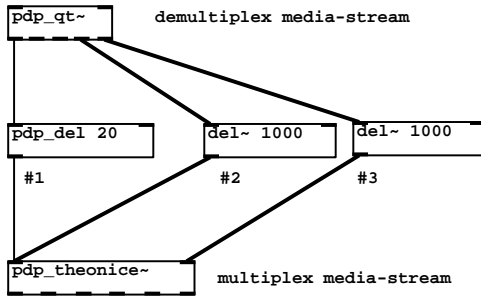 pdp_qt~ demultiplex media-stream
pdp_del 20 del~ 1000 del~ 1000
#1 #2 #3
pdp_theonice~ multiplex media-stream